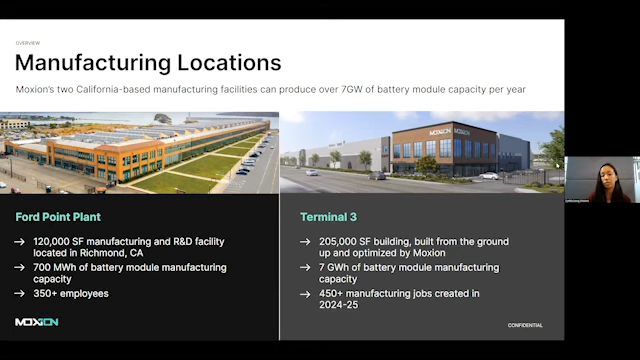 OVERVIEW
Manufacturing Locations
Moxion's two California-based manufacturing facilities can produce over 7GW of battery module capacity per year
MOXION MOXION
Ford Point Plant
→ 120,000 SF manufacturing and R&D facility
located in Richmond, CA
→ 700 MWh of battery module manufacturing
capacity
→ 350+ employees
MOXION
Terminal 3
→ 205,000 SF building, built from the ground
up and optimized by Moxion
→ 7 GWh of battery module manufacturing
capacity
→ 450+ manufacturing jobs created in
2024-25
CONFIDENTIAL